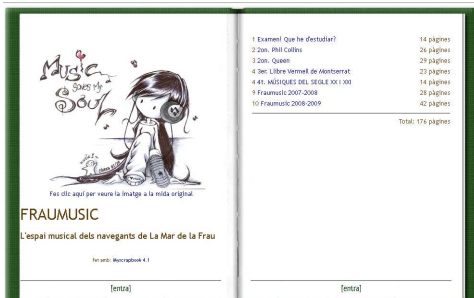 Music
SAVES MY
Soul
Fes clic aquí per veure la imatge a la mida original
FRAUMUSIC
L'espai musical dels navegants de La Mar de la Frau
Fet amb: Myscrapbook 4.1
[entra]
1 Examen! Que he d'estudiar? 14 pàgines
2 2on. Phil Collins 26 pàgines
3 2on. Queen 29 pàgines
4 3er. Llibre Vermell de Montserrat 23 pàgines
4 4t. MÚSIQUES DEL SEGLE XX I XXI 14 pàgines
9 Fraumusic 2007-2008 28 pàgines
10 Fraumusic 2008-2009 42 pàgines
Total: 176 pàgines
[entra]